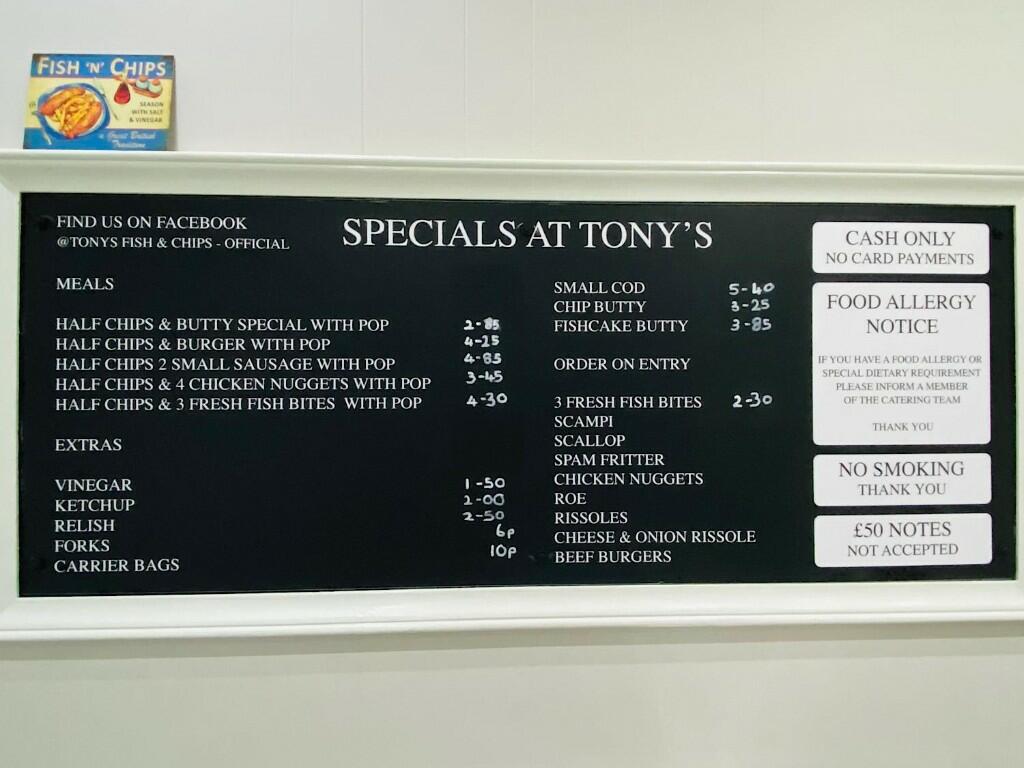 FISH 'N' CHIPS
SEASON
WITH SALT
& VINEGAR
a Great British
Tradition
FIND US ON FACEBOOK
@TONYS FISH & CHIPS - OFFICIAL
SPECIALS AT TONY'S
MEALS
HALF CHIPS & BUTTY SPECIAL WITH POP 2-85
HALF CHIPS & BURGER WITH POP 4-25
HALF CHIPS 2 SMALL SAUSAGE WITH POP 4-85
HALF CHIPS & 4 CHICKEN NUGGETS WITH POP 3-45
HALF CHIPS & 3 FRESH FISH BITES WITH POP 4-30
EXTRAS
VINEGAR 1-50
KETCHUP 2-00
RELISH 2-50
FORKS 6p
CARRIER BAGS 10p
SMALL COD 5-40
CHIP BUTTY 3-25
FISHCAKE BUTTY 3-85
ORDER ON ENTRY
3 FRESH FISH BITES 2-30
SCAMPI
SCALLOP
SPAM FRITTER
CHICKEN NUGGETS
ROE
RISSOLES
CHEESE & ONION RISSOLE
BEEF BURGERS
CASH ONLY
NO CARD PAYMENTS
FOOD ALLERGY
NOTICE
IF YOU HAVE A FOOD ALLERGY OR
SPECIAL DIETARY REQUIREMENT
PLEASE INFORM A MEMBER
OF THE CATERING TEAM
THANK YOU
NO SMOKING
THANK YOU
£50 NOTES
NOT ACCEPTED